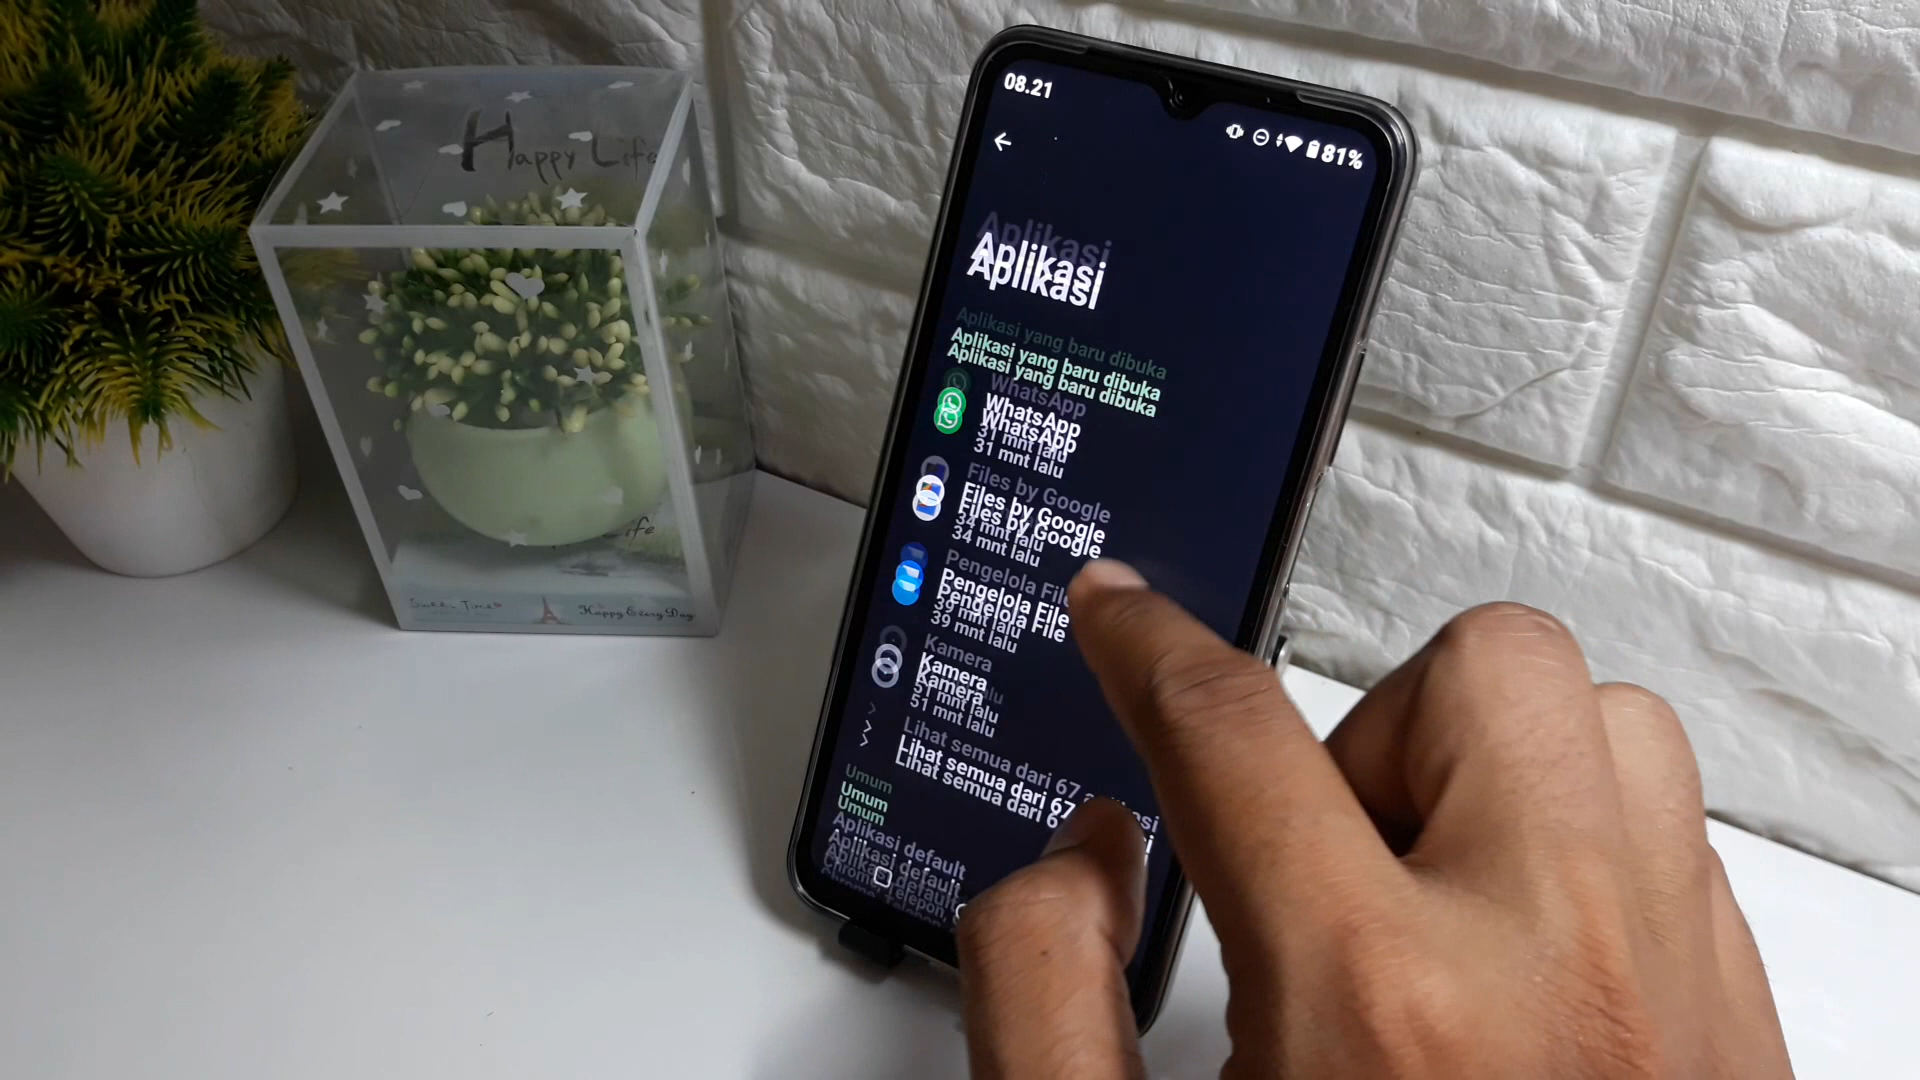 Happy Life
Happy Every Day
08.21
81%
Aplikasi
Aplikasi yang baru dibuka
WhatsApp
31 mnt lalu
Files by Google
34 mnt lalu
Pengelola File
39 mnt lalu
Kamera
51 mnt lalu
Lihat semua dari 67
Umum
Aplikasi default
Chrome, Telepon,